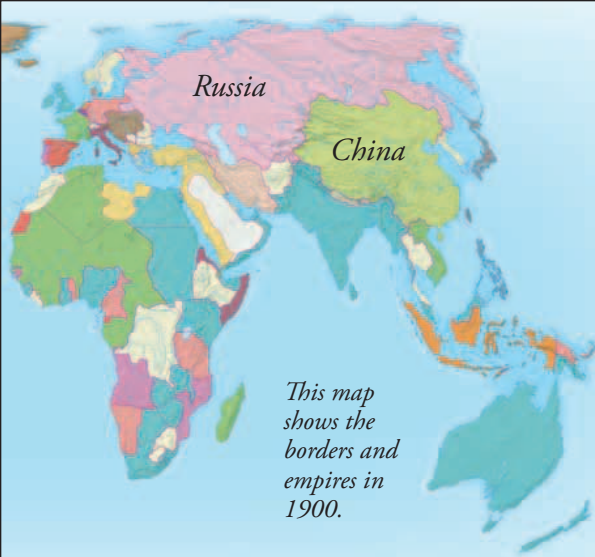 Russia
China
This map
shows the
borders and
empires in
1900.